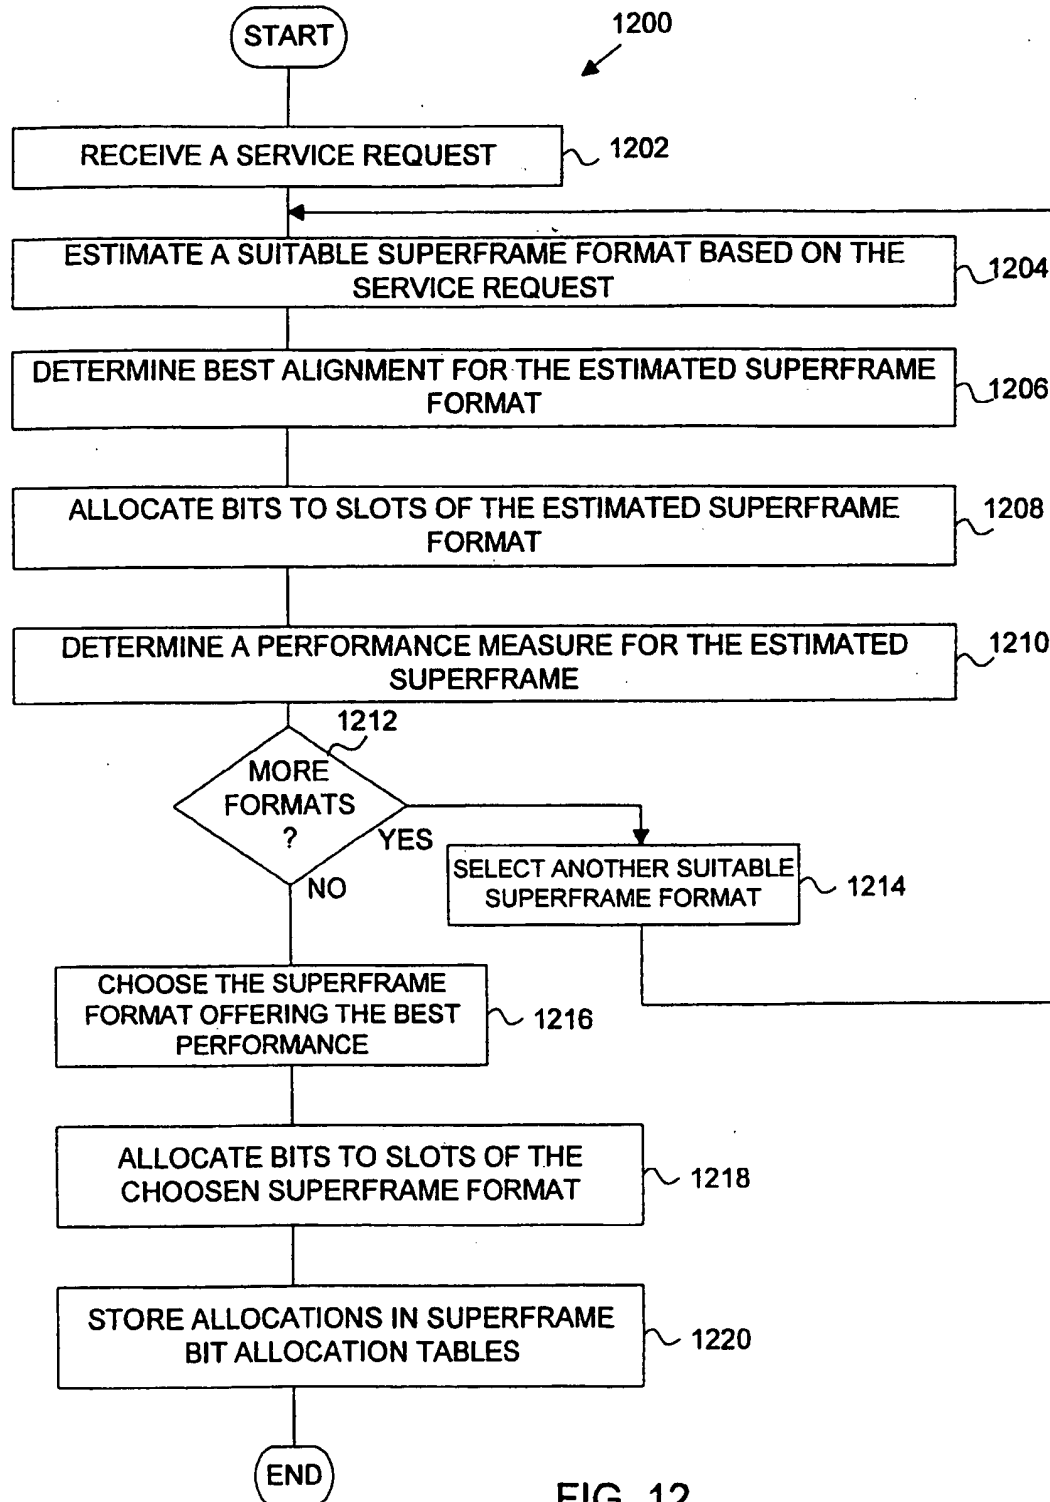 START
1200
RECEIVE A SERVICE REQUEST
1202
ESTIMATE A SUITABLE SUPERFRAME FORMAT BASED ON THE
SERVICE REQUEST
1204
DETERMINE BEST ALIGNMENT FOR THE ESTIMATED SUPERFRAME
FORMAT
1206
ALLOCATE BITS TO SLOTS OF THE ESTIMATED SUPERFRAME
FORMAT
1208
DETERMINE A PERFORMANCE MEASURE FOR THE ESTIMATED
SUPERFRAME
1210
1212
MORE
FORMATS
?
YES
NO
SELECT ANOTHER SUITABLE
SUPERFRAME FORMAT
1214
CHOOSE THE SUPERFRAME
FORMAT OFFERING THE BEST
PERFORMANCE
1216
ALLOCATE BITS TO SLOTS OF THE
CHOOSEN SUPERFRAME FORMAT
1218
STORE ALLOCATIONS IN SUPERFRAME
BIT ALLOCATION TABLES
1220
END
FIG. 12